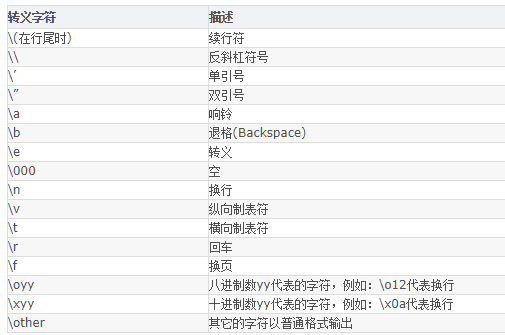 转义字符 描述
\(在行尾时) 续行符
\\ 反斜杠符号
\’ 单引号
\” 双引号
\a 响铃
\b 退格(Backspace)
\e 转义
\000 空
\n 换行
\v 纵向制表符
\t 横向制表符
\r 回车
\f 换页
\oyy 八进制数yy代表的字符，例如：\o12代表换行
\xyy 十进制数yy代表的字符，例如：\x0a代表换行
\other 其它的字符以普通格式输出